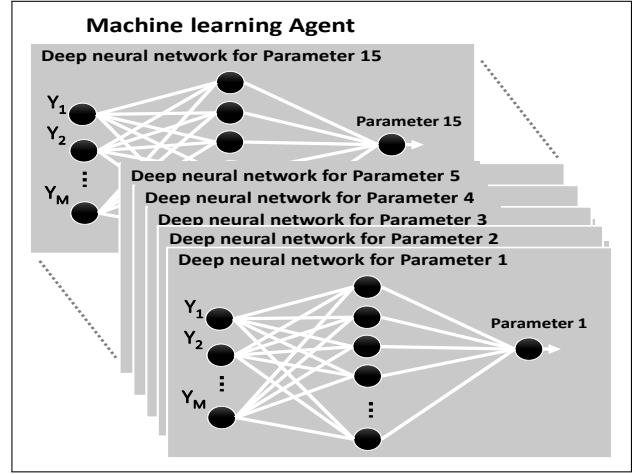 Machine learning Agent
Deep neural network for Parameter 15
Y1
Y2
YM
Parameter 15
Deep neural network for Parameter 5
Deep neural network for Parameter 4
Deep neural network for Parameter 3
Deep neural network for Parameter 2
Deep neural network for Parameter 1
Y1
Y2
YM
Parameter 1